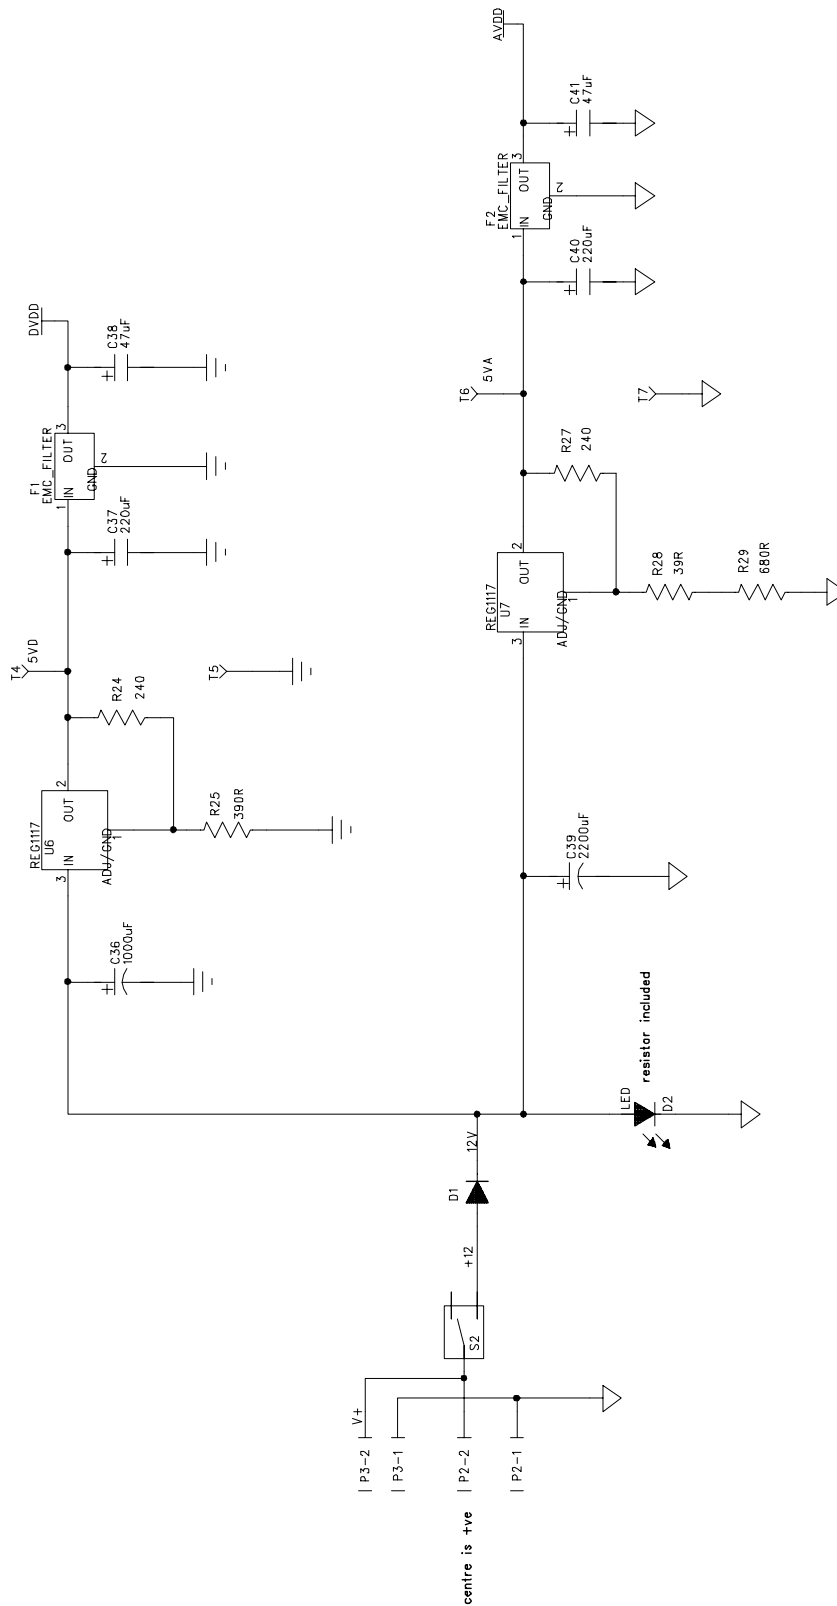 DVDD
C38
47uF
+
F1
EMC_FILTER
1
IN
OUT
3
GND
2
C37
220uF
+
T4
5VD
T5
R24
240
REG1117
U6
3
IN
OUT
2
ADJ/GND
1
R25
390R
C36
1000uF
+
AVDD
C41
47uF
+
F2
EMC_FILTER
1
IN
OUT
3
GND
2
C40
220uF
+
T6
5VA
T7
R27
240
REG1117
U7
3
IN
OUT
2
ADJ/GND
1
R28
39R
R29
680R
C39
2200uF
+
resistor included
LED
D2
12V
D1
+12
S2
V+
P3-2
P3-1
P2-2
P2-1
centre is +ve